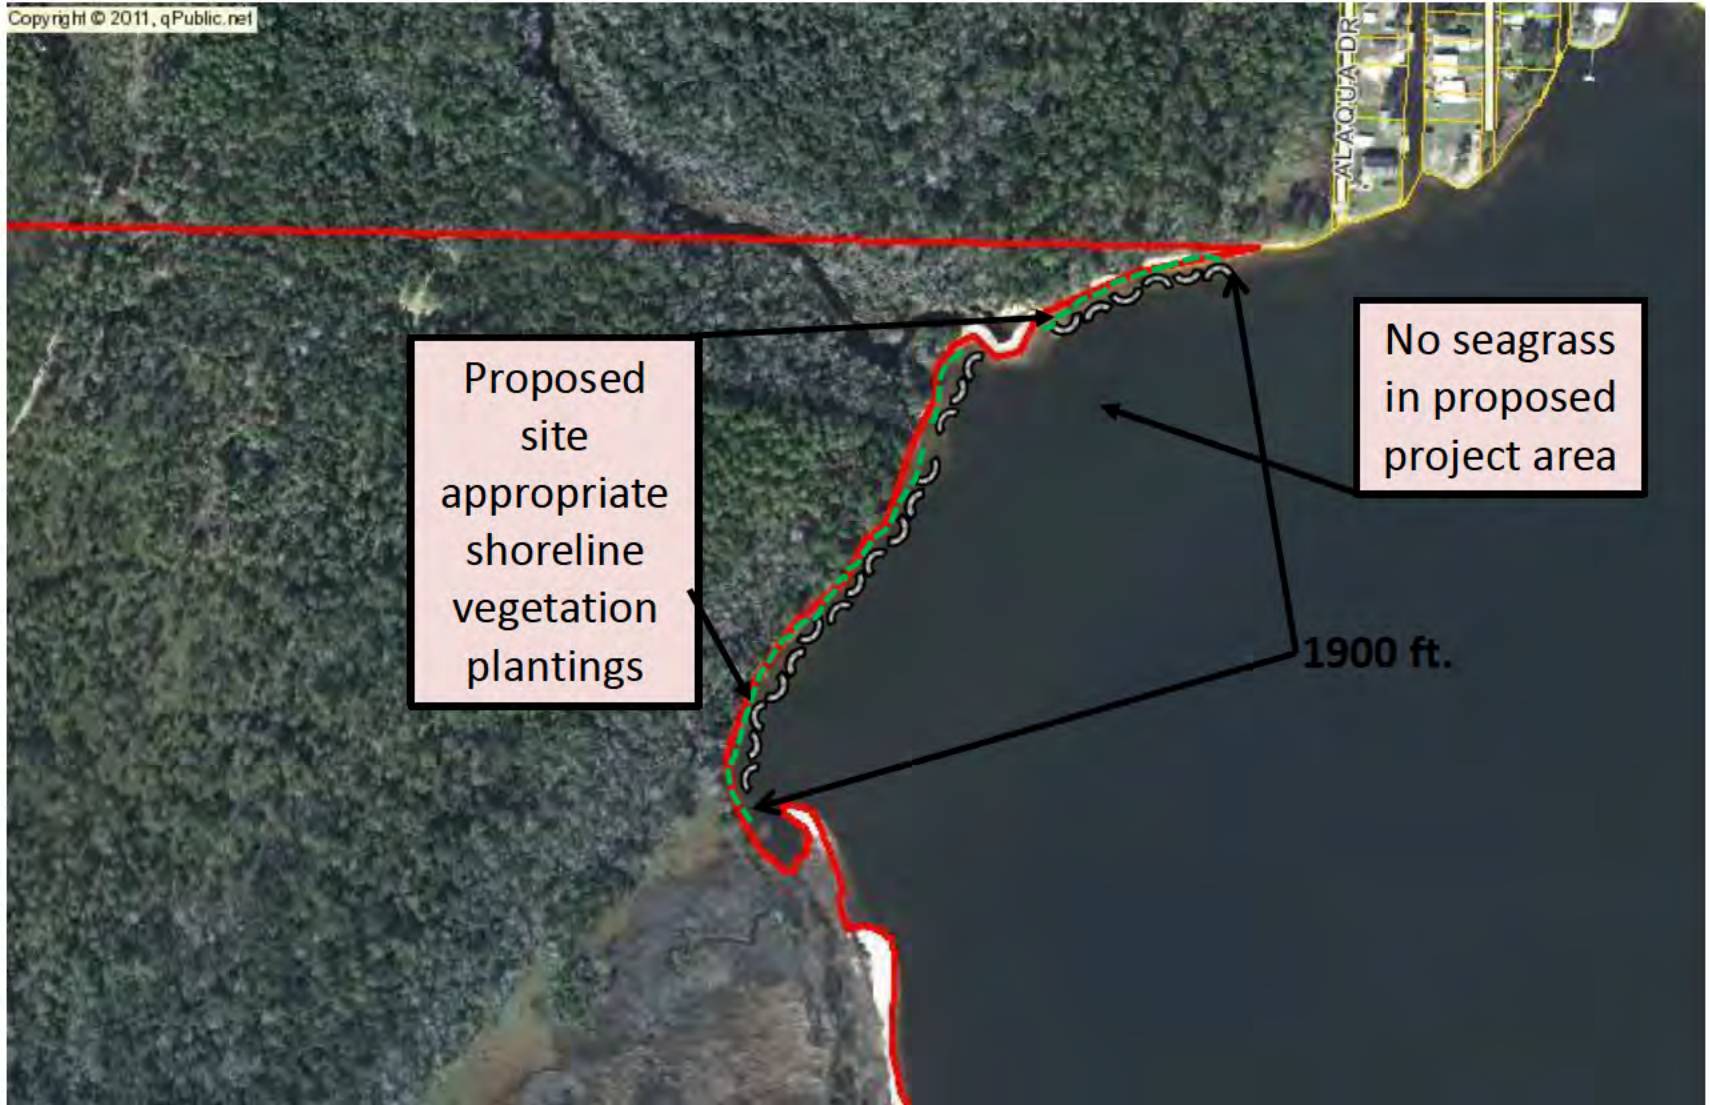 Copyright © 2011, qPublic.net
ALAQUA DR
Proposed
site
appropriate
shoreline
vegetation
plantings
No seagrass
in proposed
project area
1900 ft.